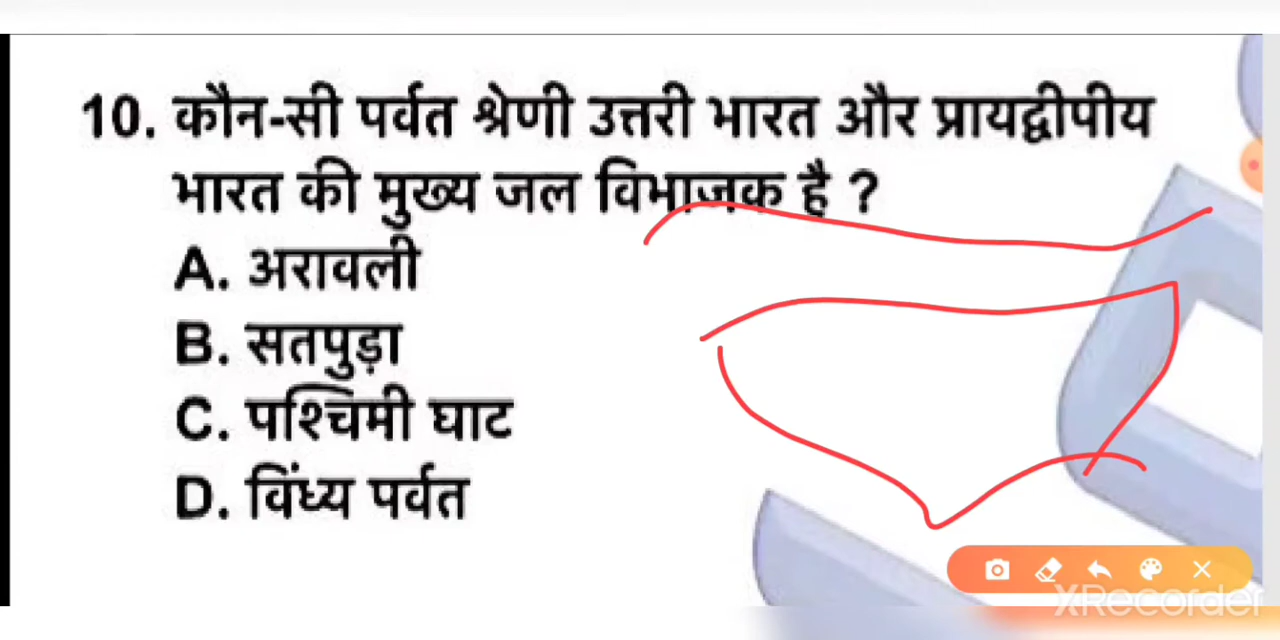 10. कौन-सी पर्वत श्रेणी उत्तरी भारत और प्रायद्वीपीय
भारत की मुख्य जल विभाजक है ?
A. अरावली
B. सतपुड़ा
C. पश्चिमी घाट
D. विंध्य पर्वत
XRecorder